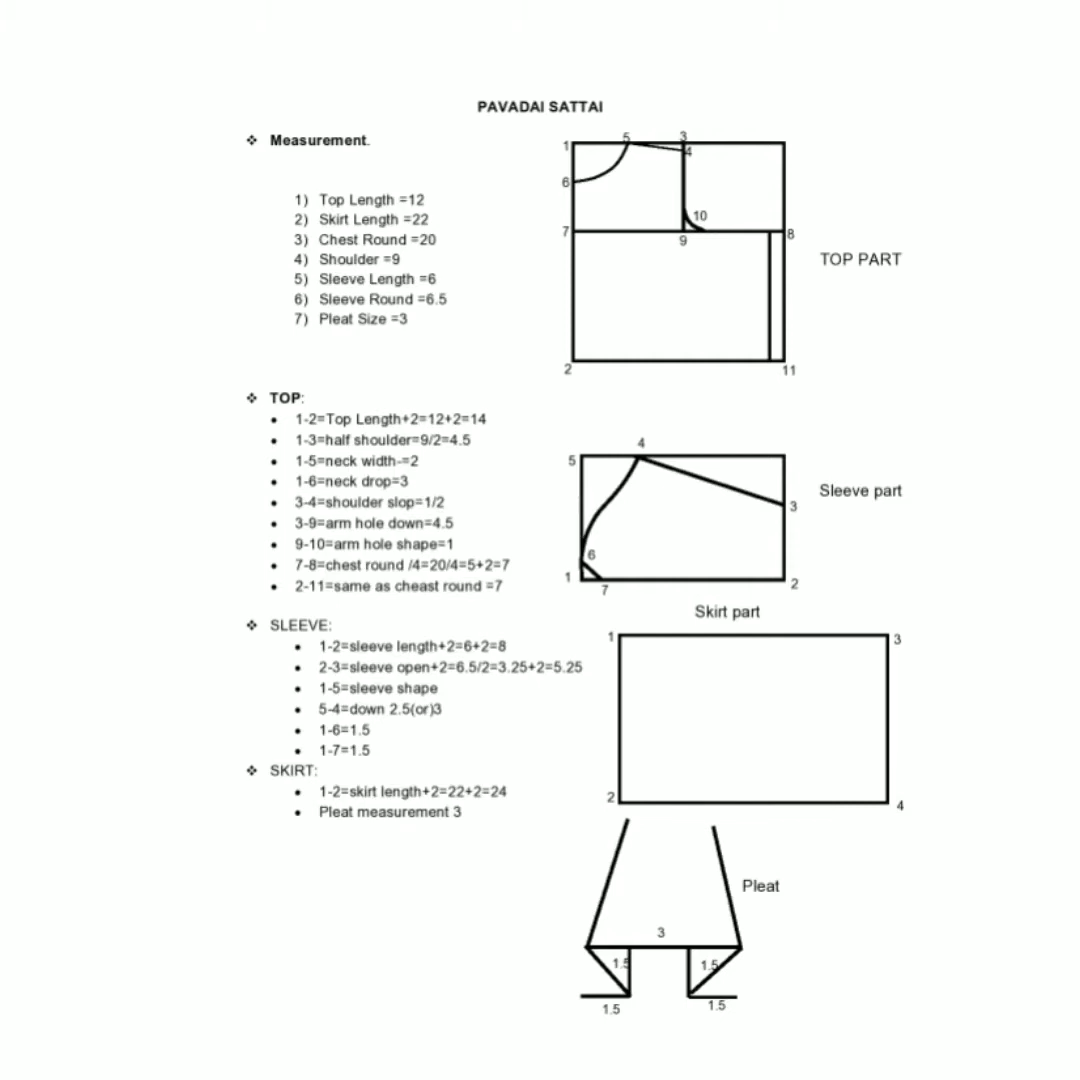 PAVADAI SATTAI
❖ Measurement.
1) Top Length =12
2) Skirt Length =22
3) Chest Round =20
4) Shoulder =9
5) Sleeve Length =6
6) Sleeve Round =6.5
7) Pleat Size =3
1 5 3
4
6
10
7 9 8
TOP PART
2 11
❖ TOP:
• 1-2=Top Length+2=12+2=14
• 1-3=half shoulder=9/2=4.5
• 1-5=neck width-=2
• 1-6=neck drop=3
• 3-4=shoulder slop=1/2
• 3-9=arm hole down=4.5
• 9-10=arm hole shape=1
• 7-8=chest round /4=20/4=5+2=7
• 2-11=same as cheast round =7
4
5
Sleeve part
3
6
1 7 2
❖ SLEEVE:
• 1-2=sleeve length+2=6+2=8
• 2-3=sleeve open+2=6.5/2=3.25+2=5.25
• 1-5=sleeve shape
• 5-4=down 2.5(or)3
• 1-6=1.5
• 1-7=1.5
❖ SKIRT:
• 1-2=skirt length+2=22+2=24
• Pleat measurement 3
Skirt part
1 3
2 4
Pleat
3
1.5 1.5
1.5 1.5